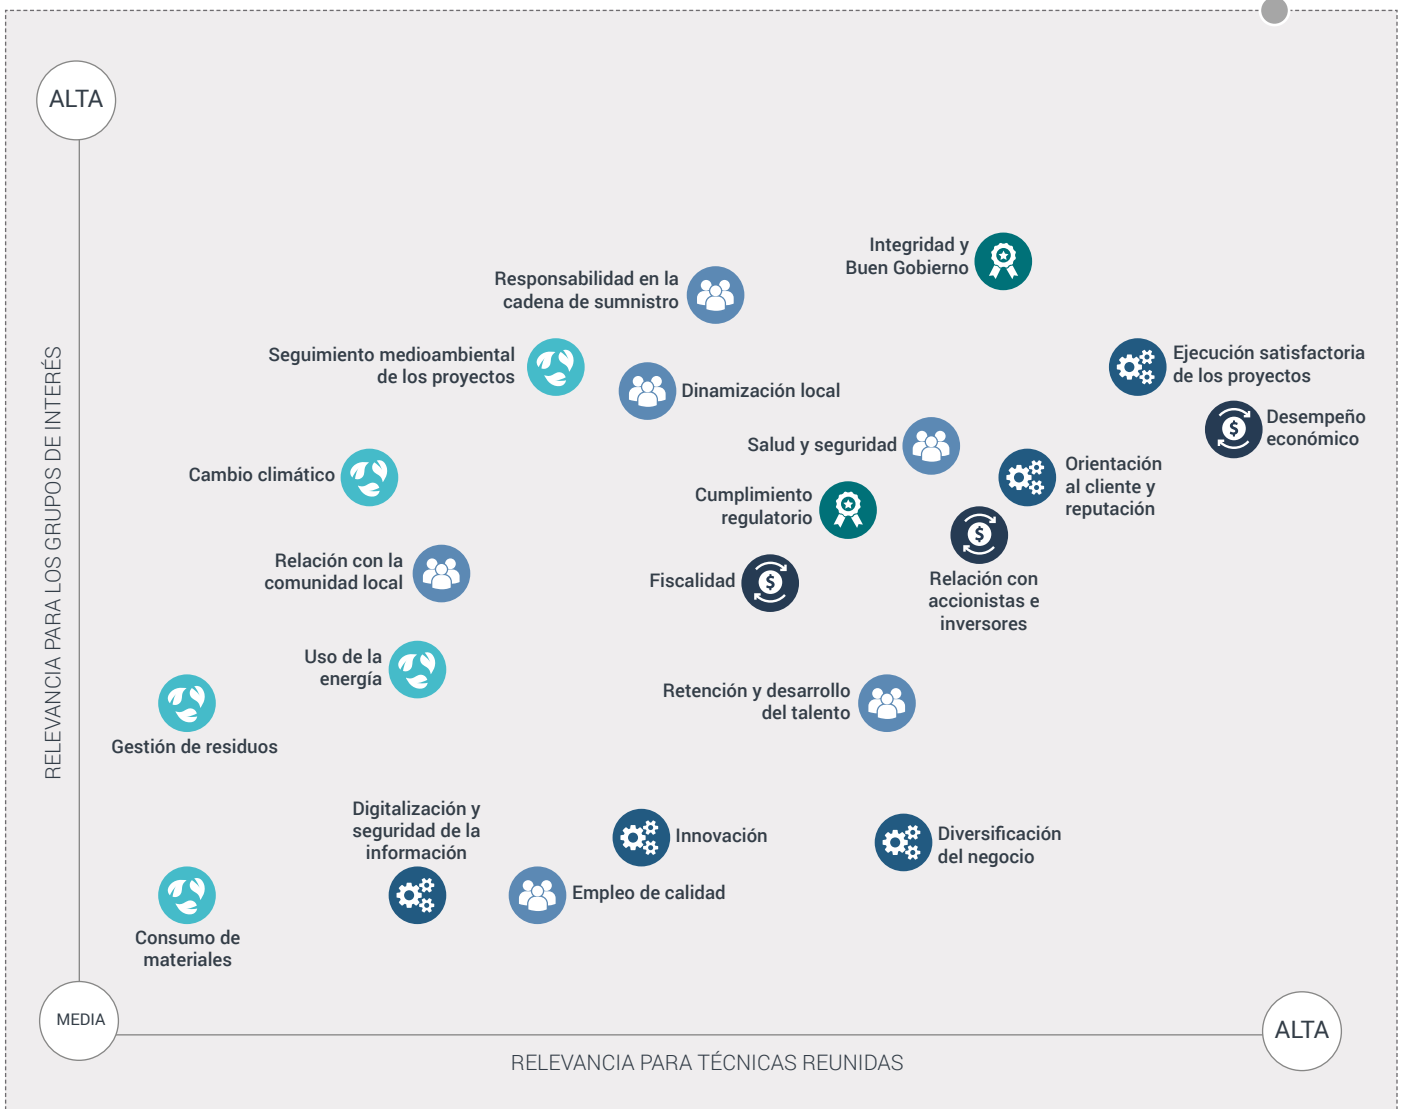 ALTA
Integridad y
Buen Gobierno
Responsabilidad en la
cadena de sumnistro
Seguimiento medioambiental
de los proyectos
Ejecución satisfactoria
de los proyectos
Dinamización local
Desempeño
económico
Salud y seguridad
Cambio climático
Orientación
al cliente y
reputación
Cumplimiento
regulatorio
Relación con la
comunidad local
Fiscalidad
Relación con
accionistas e
inversores
Uso de la
energía
Retención y desarrollo
del talento
Gestión de residuos
Digitalización y
seguridad de la
información
Innovación
Diversificación
del negocio
Empleo de calidad
Consumo de
materiales
RELEVANCIA PARA LOS GRUPOS DE INTERÉS
MEDIA
ALTA
RELEVANCIA PARA TÉCNICAS REUNIDAS